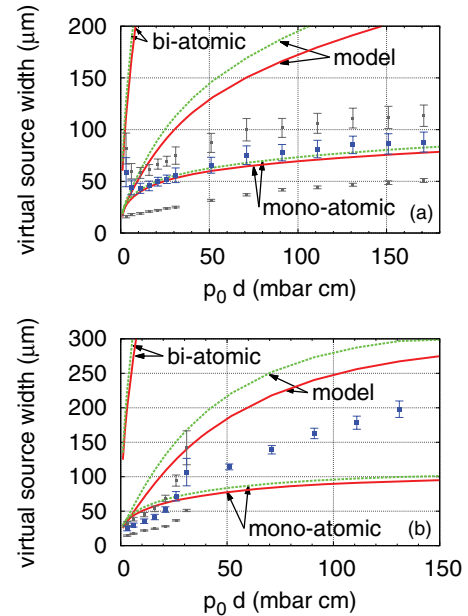 200
150
100
50
0
virtual source width (μm)
bi-atomic
model
mono-atomic
(a)
0
50
100
150
p0 d (mbar cm)
300
250
200
150
100
50
0
virtual source width (μm)
bi-atomic
model
mono-atomic
(b)
0
50
100
150
p0 d (mbar cm)